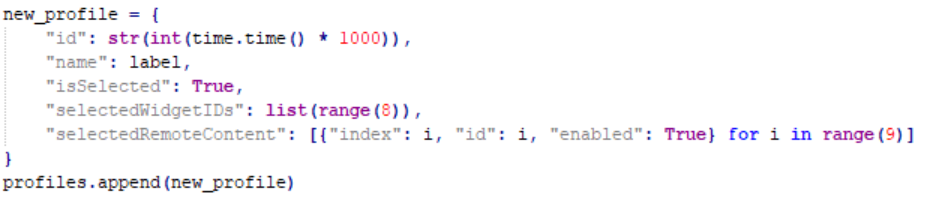 new_profile = {
    "id": str(int(time.time() * 1000)),
    "name": label,
    "isSelected": True,
    "selectedWidgetIDs": list(range(8)),
    "selectedRemoteContent": [{"index": i, "id": i, "enabled": True} for i in range(9)]
}
profiles.append(new_profile)